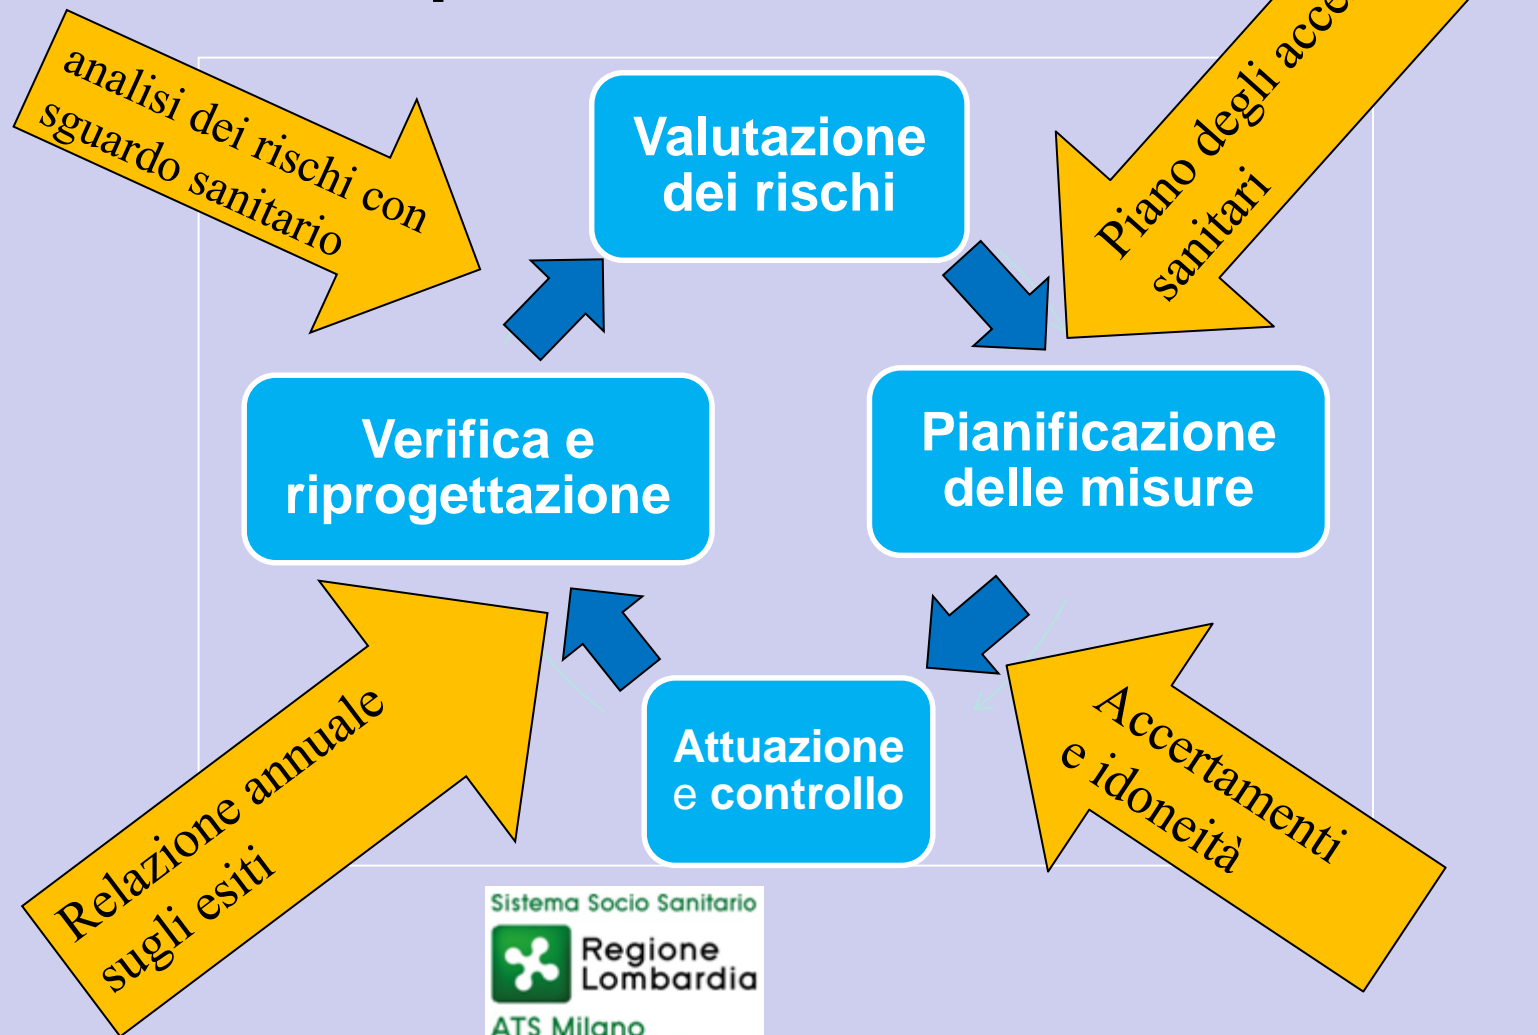 analisi dei rischi con
sguardo sanitario
Valutazione
dei rischi
Piano degli
sanitari
Verifica e
riprogettazione
Pianificazione
delle misure
Attuazione
e controllo
Relazione annuale
sugli esiti
Accertamenti
e idoneità
Sistema Socio Sanitario
Regione
Lombardia
ATS Milano